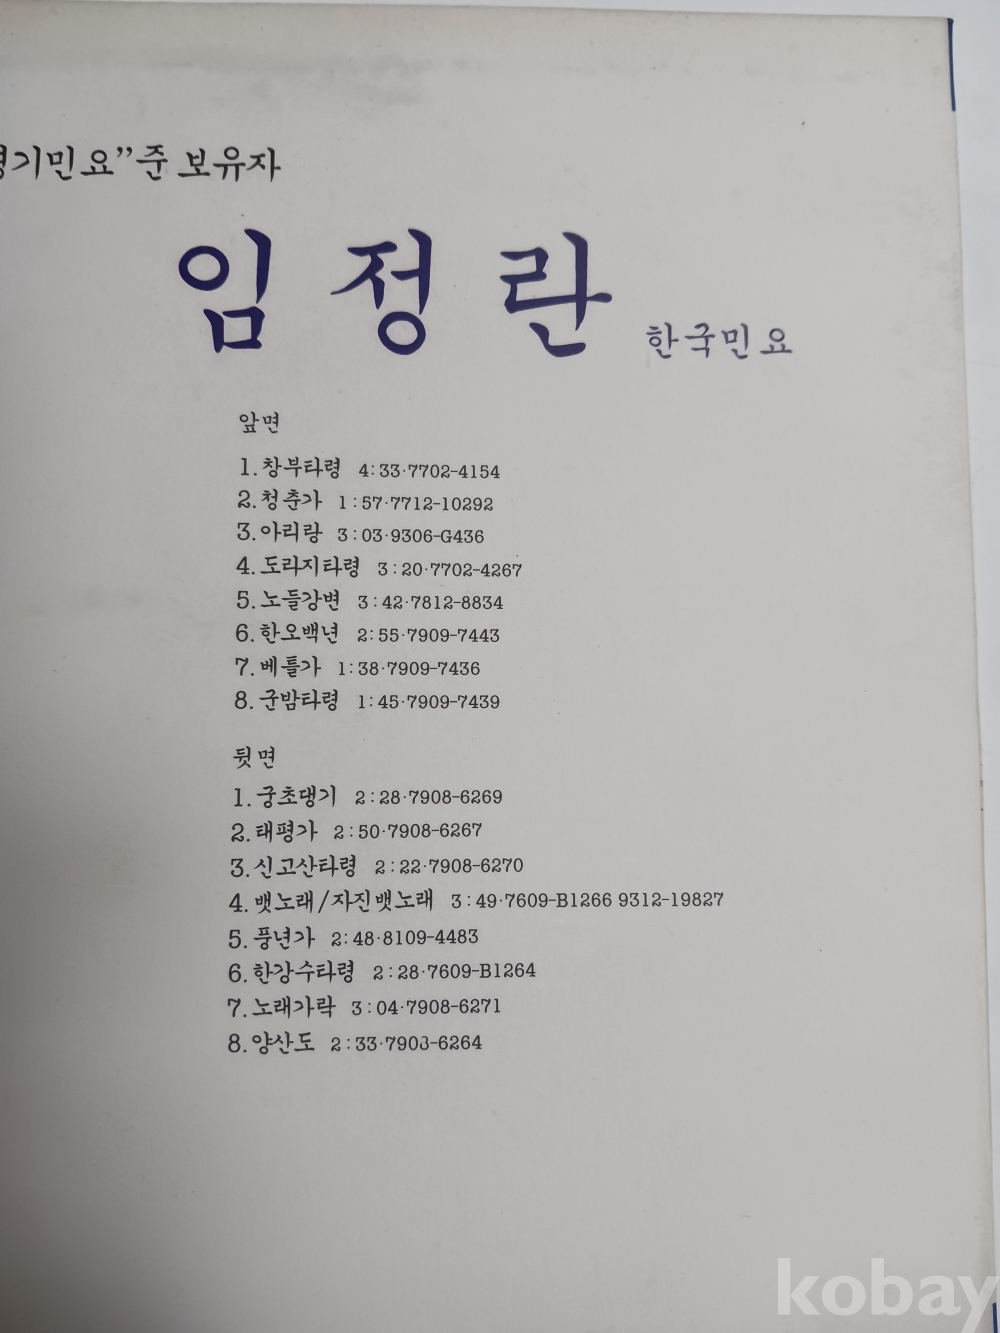 경기민요” 준 보유자
임 정 란
한국민요
앞면
1. 창부타령 4:33·7702-4154
2. 청춘가 1:57·7712-10292
3. 아리랑 3:03·9306-G436
4. 도라지타령 3:20·7702-4267
5. 노들강변 3:42·7812-8834
6. 한오백년 2:55·7909-7443
7. 베틀가 1:38·7909-7436
8. 군밤타령 1:45·7909-7439
뒷면
1. 궁초댕기 2:28·7908-6269
2. 태평가 2:50·7908-6267
3. 신고산타령 2:22·7908-6270
4. 뱃노래/자진뱃노래 3:49·7609-B1266 9312-19827
5. 풍년가 2:48·8109-4483
6. 한강수타령 2:28·7609-B1264
7. 노래가락 3:04·7908-6271
8. 양산도 2:33·7908-6264
kobay